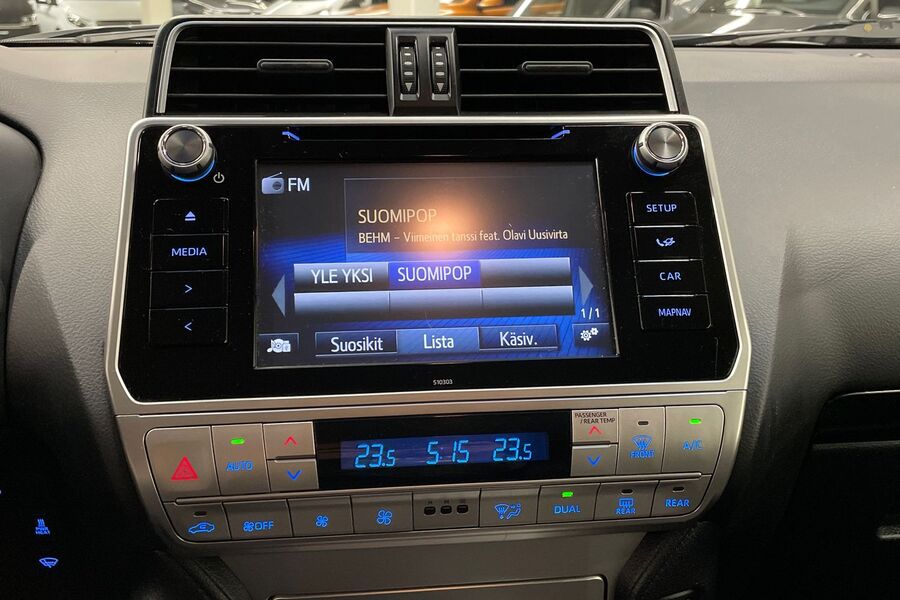 FM
SUOMIPOP
BEHM – Viimeinen tanssi feat. Olavi Uusivirta
YLE YKSI SUOMIPOP
1/1
Suosikit Lista Käsiv.
MEDIA
>
<
SETUP
CAR
MAPNAV
510303
PASSENGER
/REAR TEMP
AUTO
23.5 5:15 23.5
FRONT
A/C
OFF
DUAL
REAR
REAR